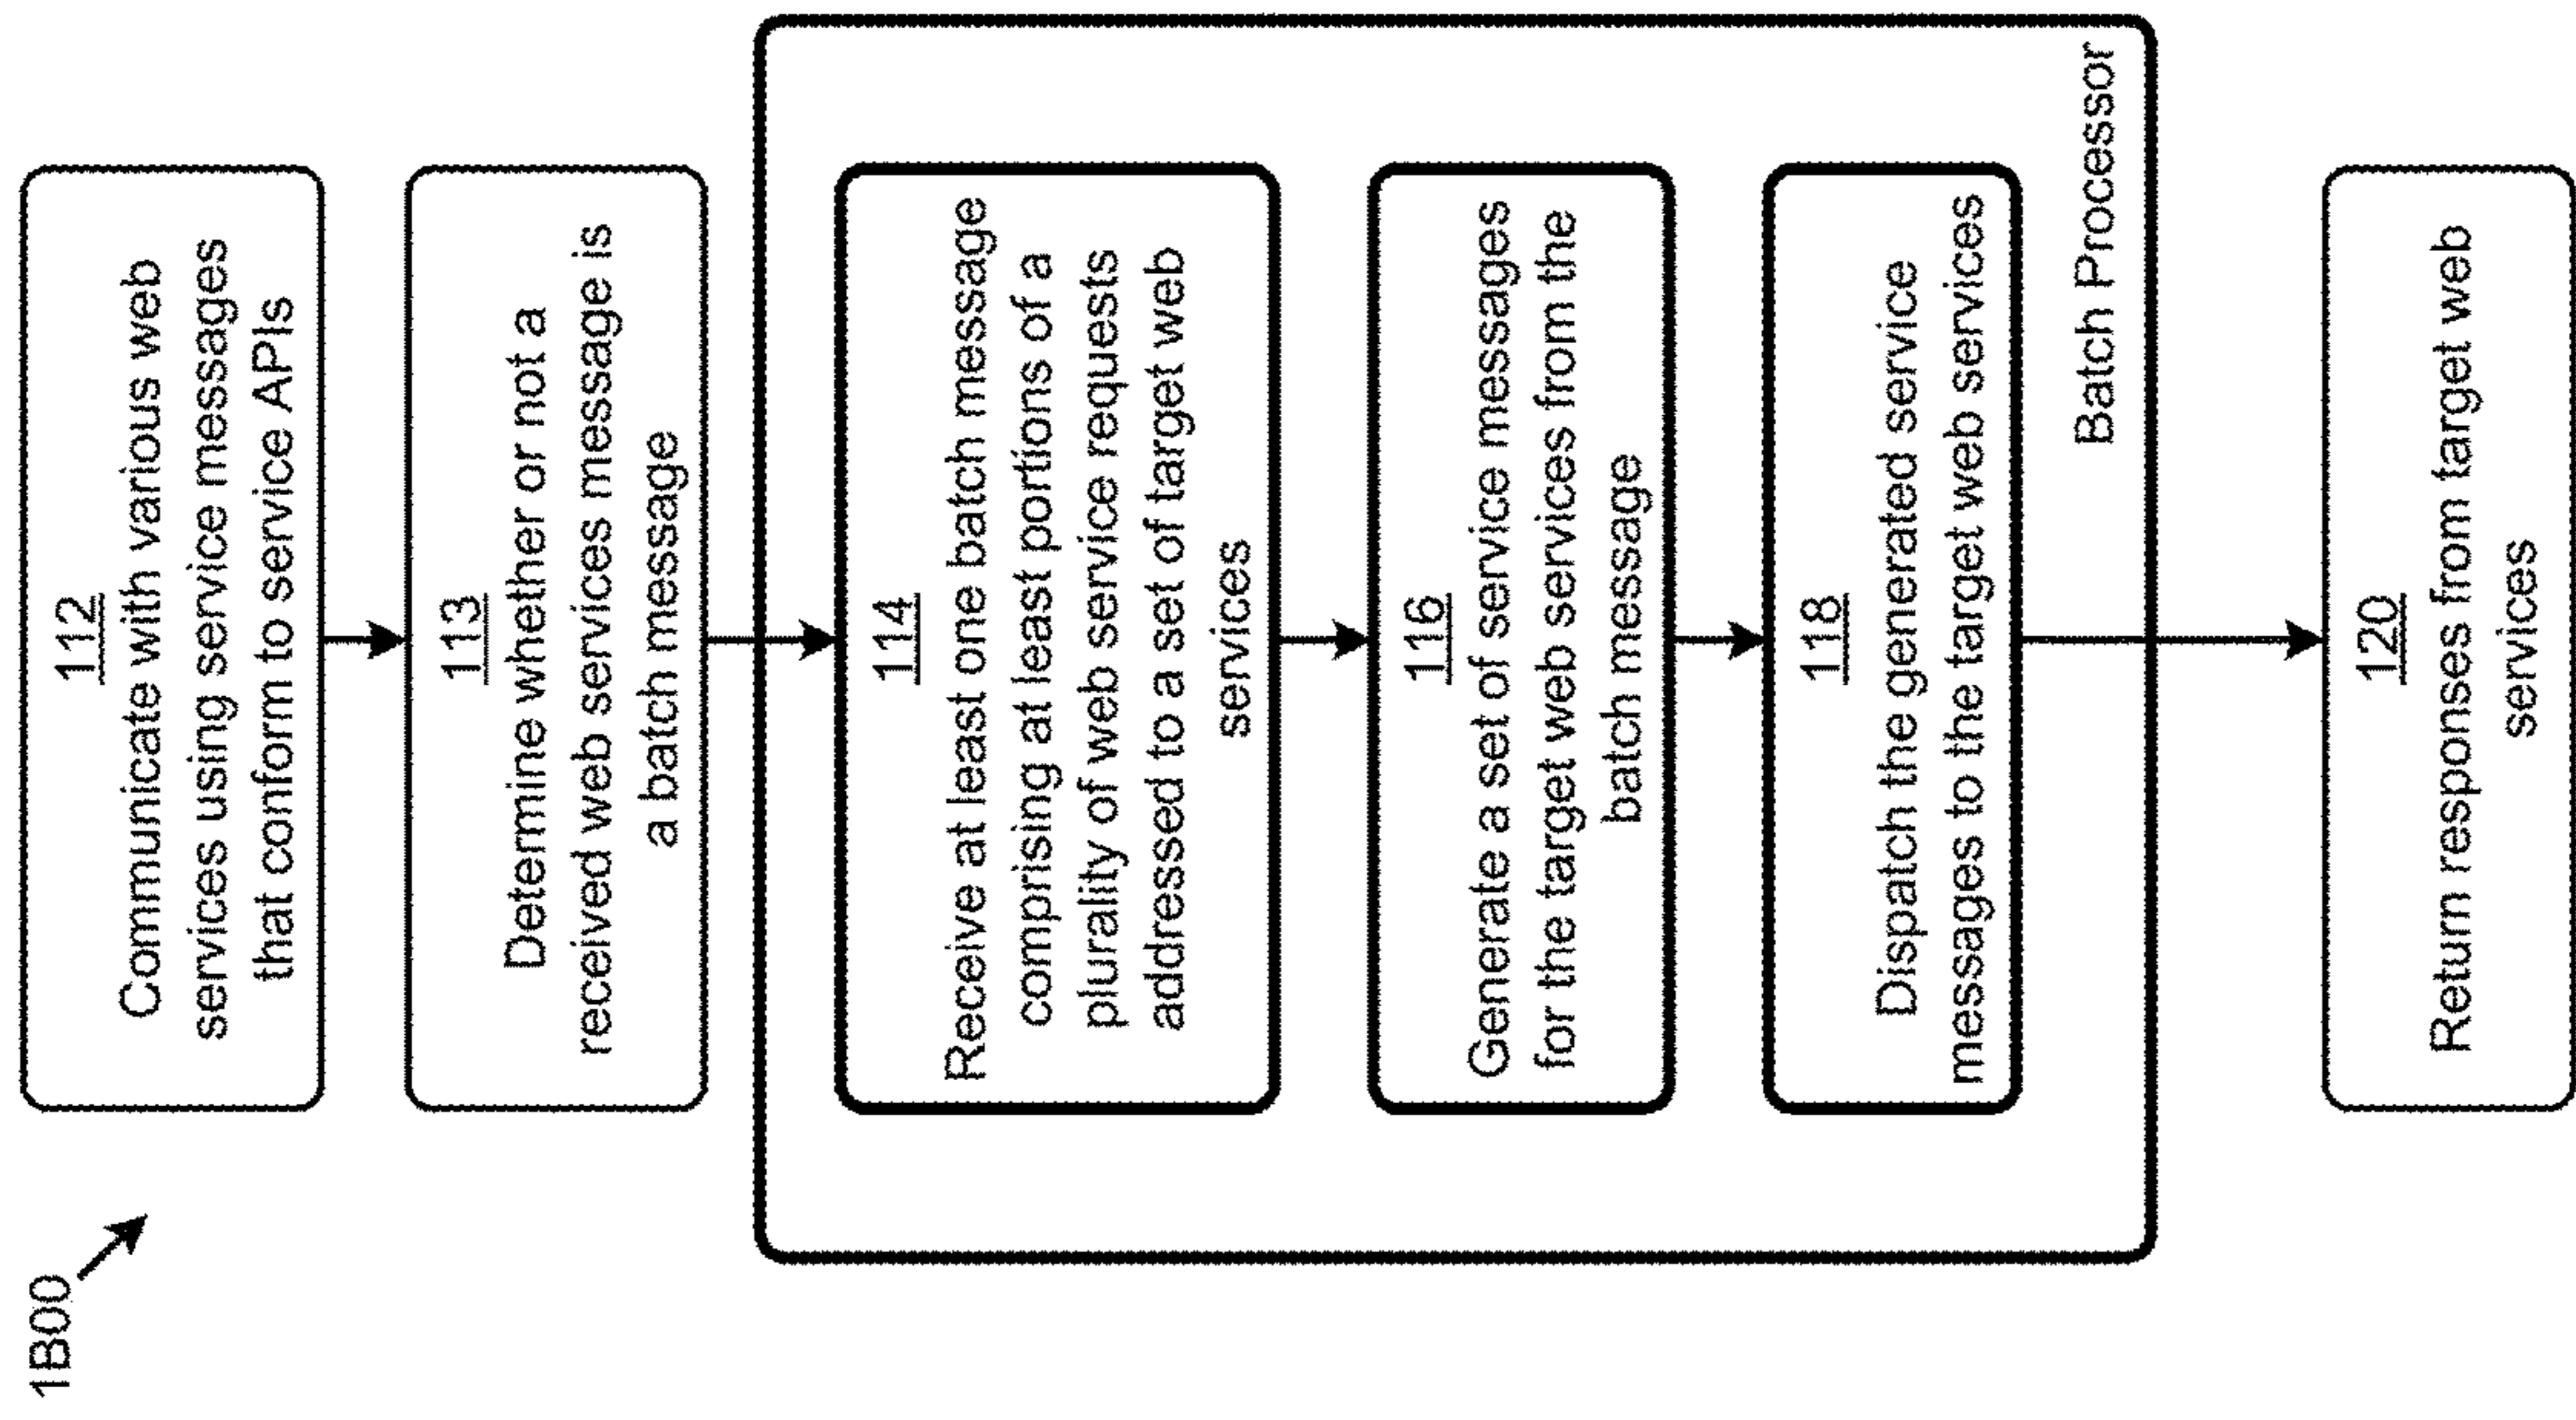 1B00
112
Communicate with various web
services using service messages
that conform to service APIs
113
Determine whether or not a
received web services message is
a batch message
114
Receive at least one batch message
comprising at least portions of a
plurality of web service requests
addressed to a set of target web
services
116
Generate a set of service messages
for the target web services from the
batch message
118
Dispatch the generated service
messages to the target web services
Batch Processor
120
Return responses from target web
services